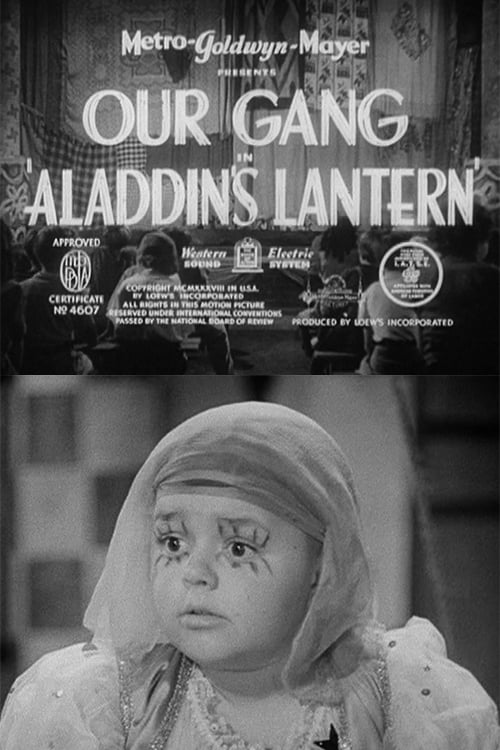 Metro-Goldwyn-Mayer
PRESENTS
OUR GANG
IN
'ALADDIN'S LANTERN'
APPROVED
MPPDA
CERTIFICATE
No 4607
Western Electric
SOUND SYSTEM
COPYRIGHT MCMXXXVIII IN U.S.A.
BY LOEW'S INCORPORATED
ALL RIGHTS IN THIS MOTION PICTURE
RESERVED UNDER INTERNATIONAL CONVENTIONS
PASSED BY THE NATIONAL BOARD OF REVIEW
I.A.T.S.E.
PRODUCED BY LOEW'S INCORPORATED